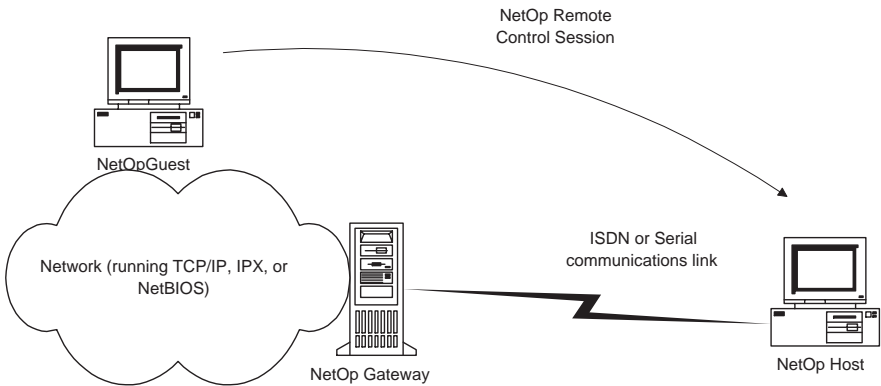 NetOp Remote
Control Session
NetOpGuest
Network (running TCP/IP, IPX, or
NetBIOS)
ISDN or Serial
communications link
NetOp Gateway
NetOp Host